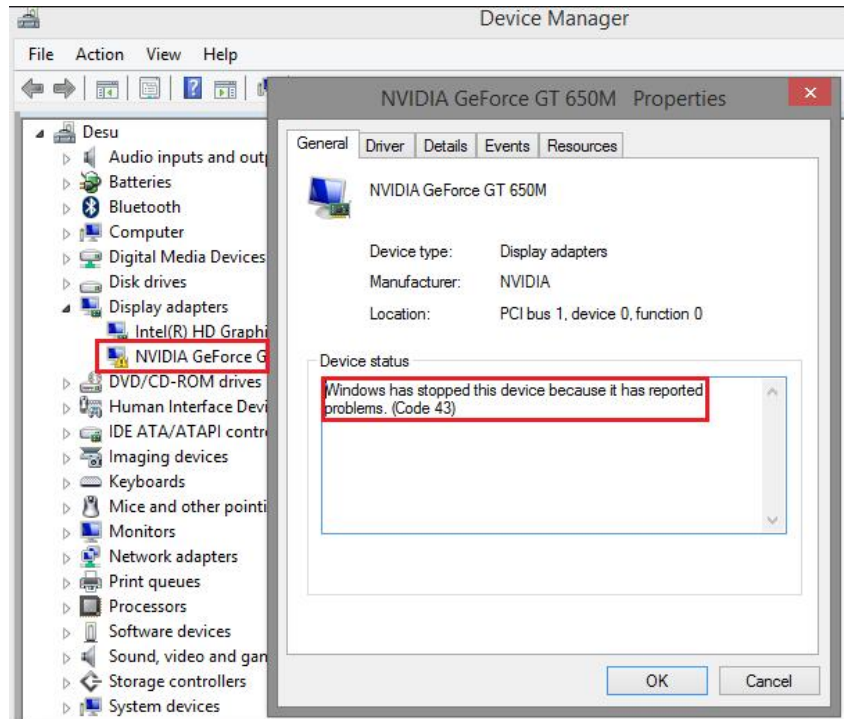 Device Manager
File Action View Help
Desu
Audio inputs and out
Batteries
Bluetooth
Computer
Digital Media Devices
Disk drives
Display adapters
Intel(R) HD Graphi
NVIDIA GeForce G
DVD/CD-ROM drives
Human Interface Devi
IDE ATA/ATAPI contr
Imaging devices
Keyboards
Mice and other pointi
Monitors
Network adapters
Print queues
Processors
Software devices
Sound, video and gan
Storage controllers
System devices
NVIDIA GeForce GT 650M Properties
General Driver Details Events Resources
NVIDIA GeForce GT 650M
Device type: Display adapters
Manufacturer: NVIDIA
Location: PCI bus 1, device 0, function 0
Device status
Windows has stopped this device because it has reported
problems. (Code 43)
OK Cancel